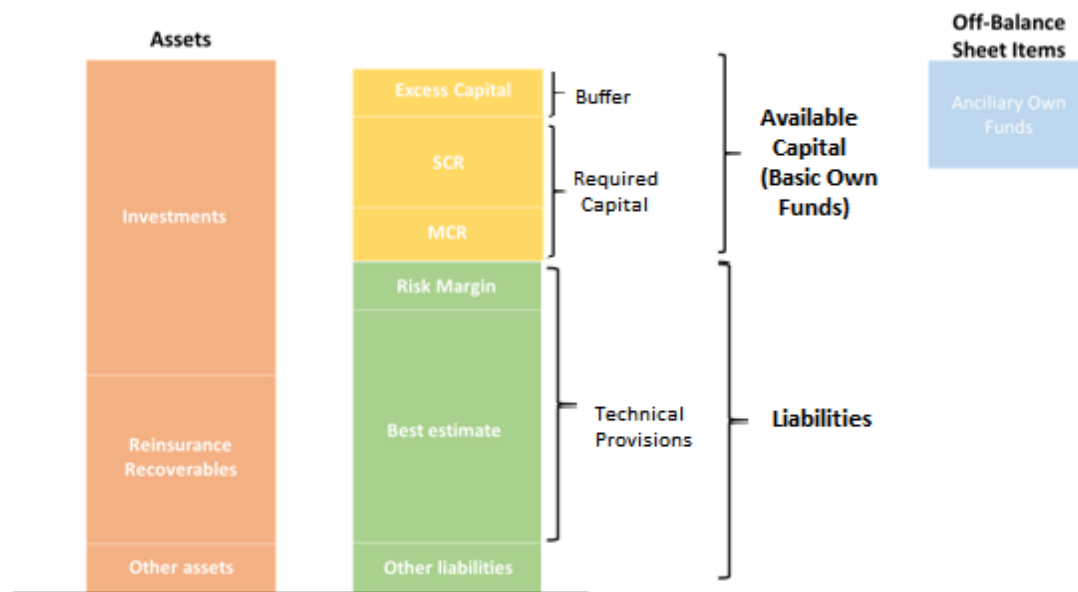 Assets
Investments
Reinsurance
Recoverables
Other assets
Excess Capital
SCR
MCR
Risk Margin
Best estimate
Other liabilities
Buffer
Required
Capital
Technical
Provisions
Available
Capital
(Basic Own
Funds)
Liabilities
Off-Balance
Sheet Items
Anciliary Own
Funds